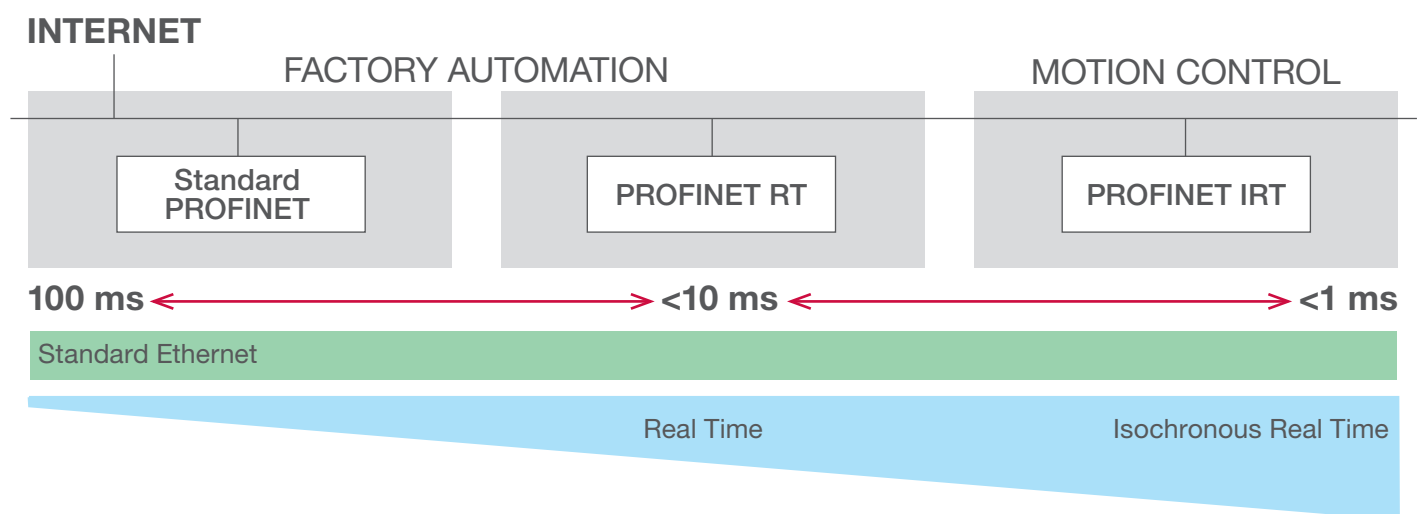 INTERNET
FACTORY AUTOMATION
MOTION CONTROL
Standard
PROFINET
PROFINET RT
PROFINET IRT
100 ms
<10 ms
<1 ms
Standard Ethernet
Real Time
Isochronous Real Time